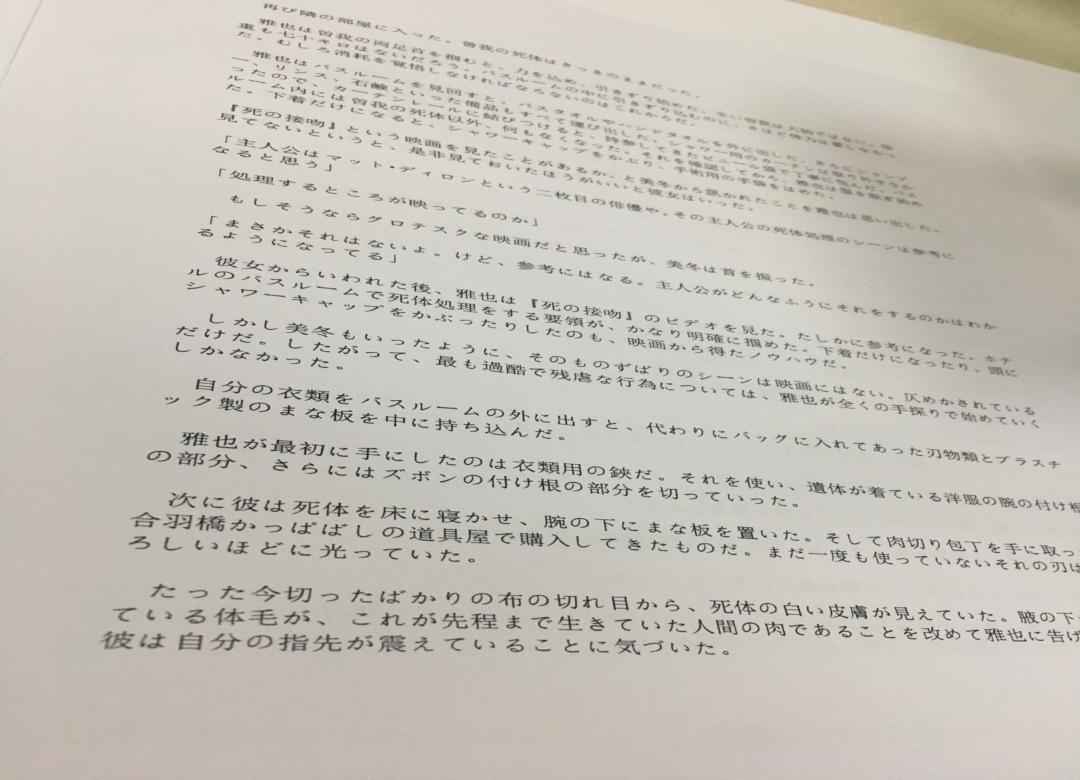 再び隣の部屋に入った。曾我の死体はさっきのままだった。
雅也は曾我の両足首を掴むと、力を込め、引きずり始めた。幸い曾我は大柄ではない。体
重も七十キロはないだろう。バスルームの中に引きずり込むのに、さほど体力は要しなかっ
た。むしろ消耗を覚悟しなければならないのはこれからだ。
雅也はバスルームを見回すと、バスタオルやハンドタオルを外に出した。さらにシャンプ
ー、リンス、石鹸といった備品もすべて運び出した。シャワー用のカーテンは取りやすか
ったので、カーテンレールに結びつけると、持参してきたビニール袋で丁寧に包んだ。バス
ルーム内には曾我の死体以外、何もなくなった。それを確認してから、雅也は服を脱ぎ始め
た。下着だけになると、シャワーキャップをかぶり、手術用の手袋をはめた。
『死の接吻』という映画を見たことがあるか、と美冬から訊かれたことを雅也は思い出した。
見てないというと、是非見ておいたほうがいいと彼女はいった。
「主人公はマット・ディロンという二枚目の俳優や。その主人公の死体処理のシーンは参考に
なると思う」
「処理するところが映ってるのか」
もしそうならグロテスクな映画だと思ったが、美冬は首を振った。
「まさかそれはないよ。けど、参考にはなる。主人公がどんなふうにそれをするのかはわか
るようになってる」
彼女からいわれた後、雅也は『死の接吻』のビデオを見た。たしかに参考になった。ホテ
ルのバスルームで死体処理をする要領が、かなり明確に掴めた。下着だけになったり、頭に
シャワーキャップをかぶったりしたのも、映画から得たノウハウだ。
しかし美冬もいったように、そのものずばりのシーンは映画にはない。仄めかされている
だけだ。したがって、最も過酷で残虐な行為については、雅也が全くの手探りで始めていく
しかなかった。
自分の衣類をバスルームの外に出すと、代わりにバッグに入れてあった刃物類とプラスチ
ック製のまな板を中に持ち込んだ。
雅也が最初に手にしたのは衣類用の鋏だ。それを使い、遺体が着ている洋服の腕の付け根
の部分、さらにはズボンの付け根の部分を切っていった。
次に彼は死体を床に寝かせ、腕の下にまな板を置いた。そして肉切り包丁を手に取っ
合羽橋かっぱばしの道具屋で購入してきたものだ。まだ一度も使っていないそれの刃は
ろしいほどに光っていた。
たった今切ったばかりの布の切れ目から、死体の白い皮膚が見えていた。腋の下
ている体毛が、これが先程まで生きていた人間の肉であることを改めて雅也に告げ
彼は自分の指先が震えていることに気づいた。